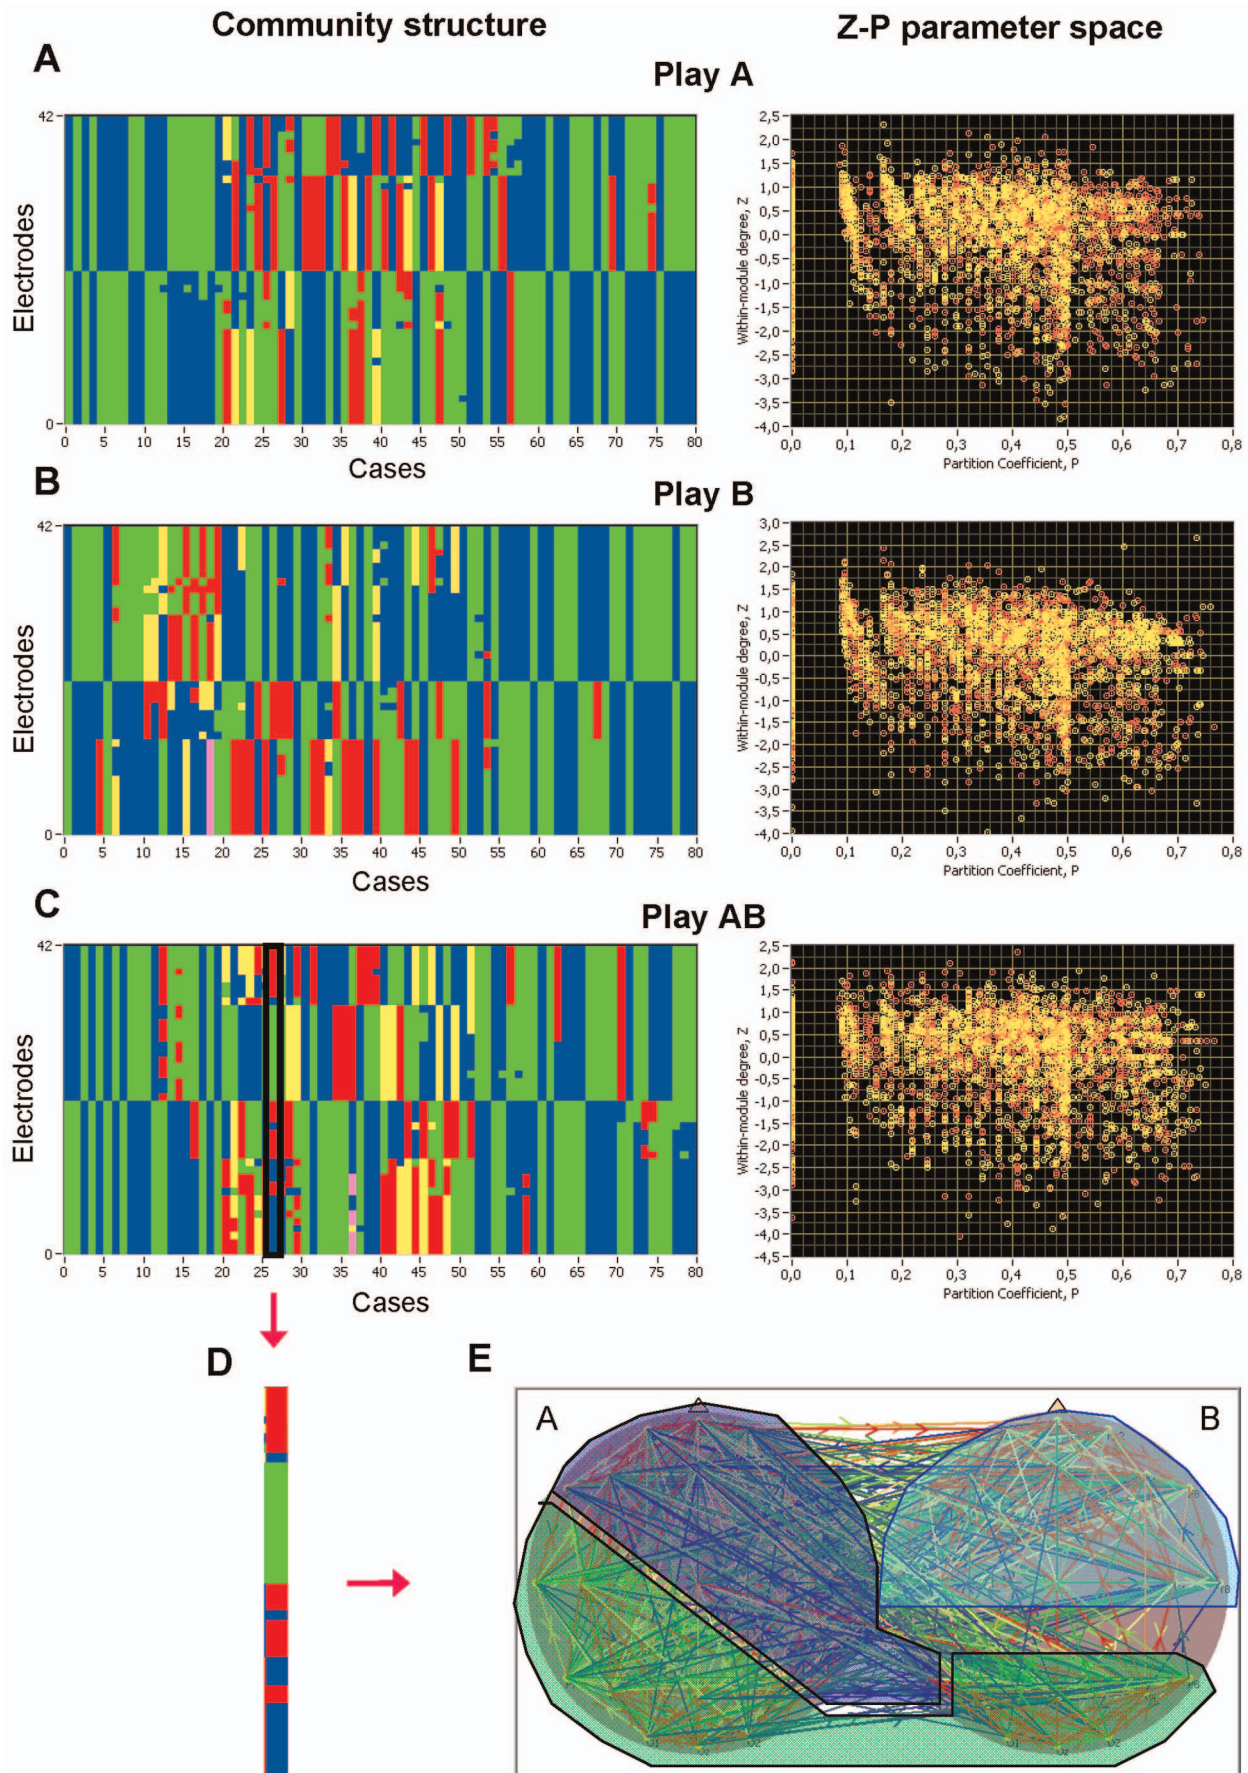 Community structure
Z-P parameter space
A
Play A
42
0
Electrodes
0 5 10 15 20 25 30 35 40 45 50 55 60 65 70 75 80
Cases
2,5
2,0
1,5
1,0
0,5
0,0
-0,5
-1,0
-1,5
-2,0
-2,5
-3,0
-3,5
-4,0
Within-module degree, Z
0,0 0,1 0,2 0,3 0,4 0,5 0,6 0,7 0,8
Partition Coefficient, P
B
Play B
42
0
Electrodes
0 5 10 15 20 25 30 35 40 45 50 55 60 65 70 75 80
Cases
3,0
2,5
2,0
1,5
1,0
0,5
0,0
-0,5
-1,0
-1,5
-2,0
-2,5
-3,0
-3,5
-4,0
Within-module degree, Z
0,0 0,1 0,2 0,3 0,4 0,5 0,6 0,7 0,8
Partition Coefficient, P
C
Play AB
42
0
Electrodes
0 5 10 15 20 25 30 35 40 45 50 55 60 65 70 75 80
Cases
2,5
2,0
1,5
1,0
0,5
0,0
-0,5
-1,0
-1,5
-2,0
-2,5
-3,0
-3,5
-4,0
-4,5
Within-module degree, Z
0,0 0,1 0,2 0,3 0,4 0,5 0,6 0,7 0,8
Partition Coefficient, P
D
E
A
B
T8
O1
Oz
O2
O1
Oz
O2